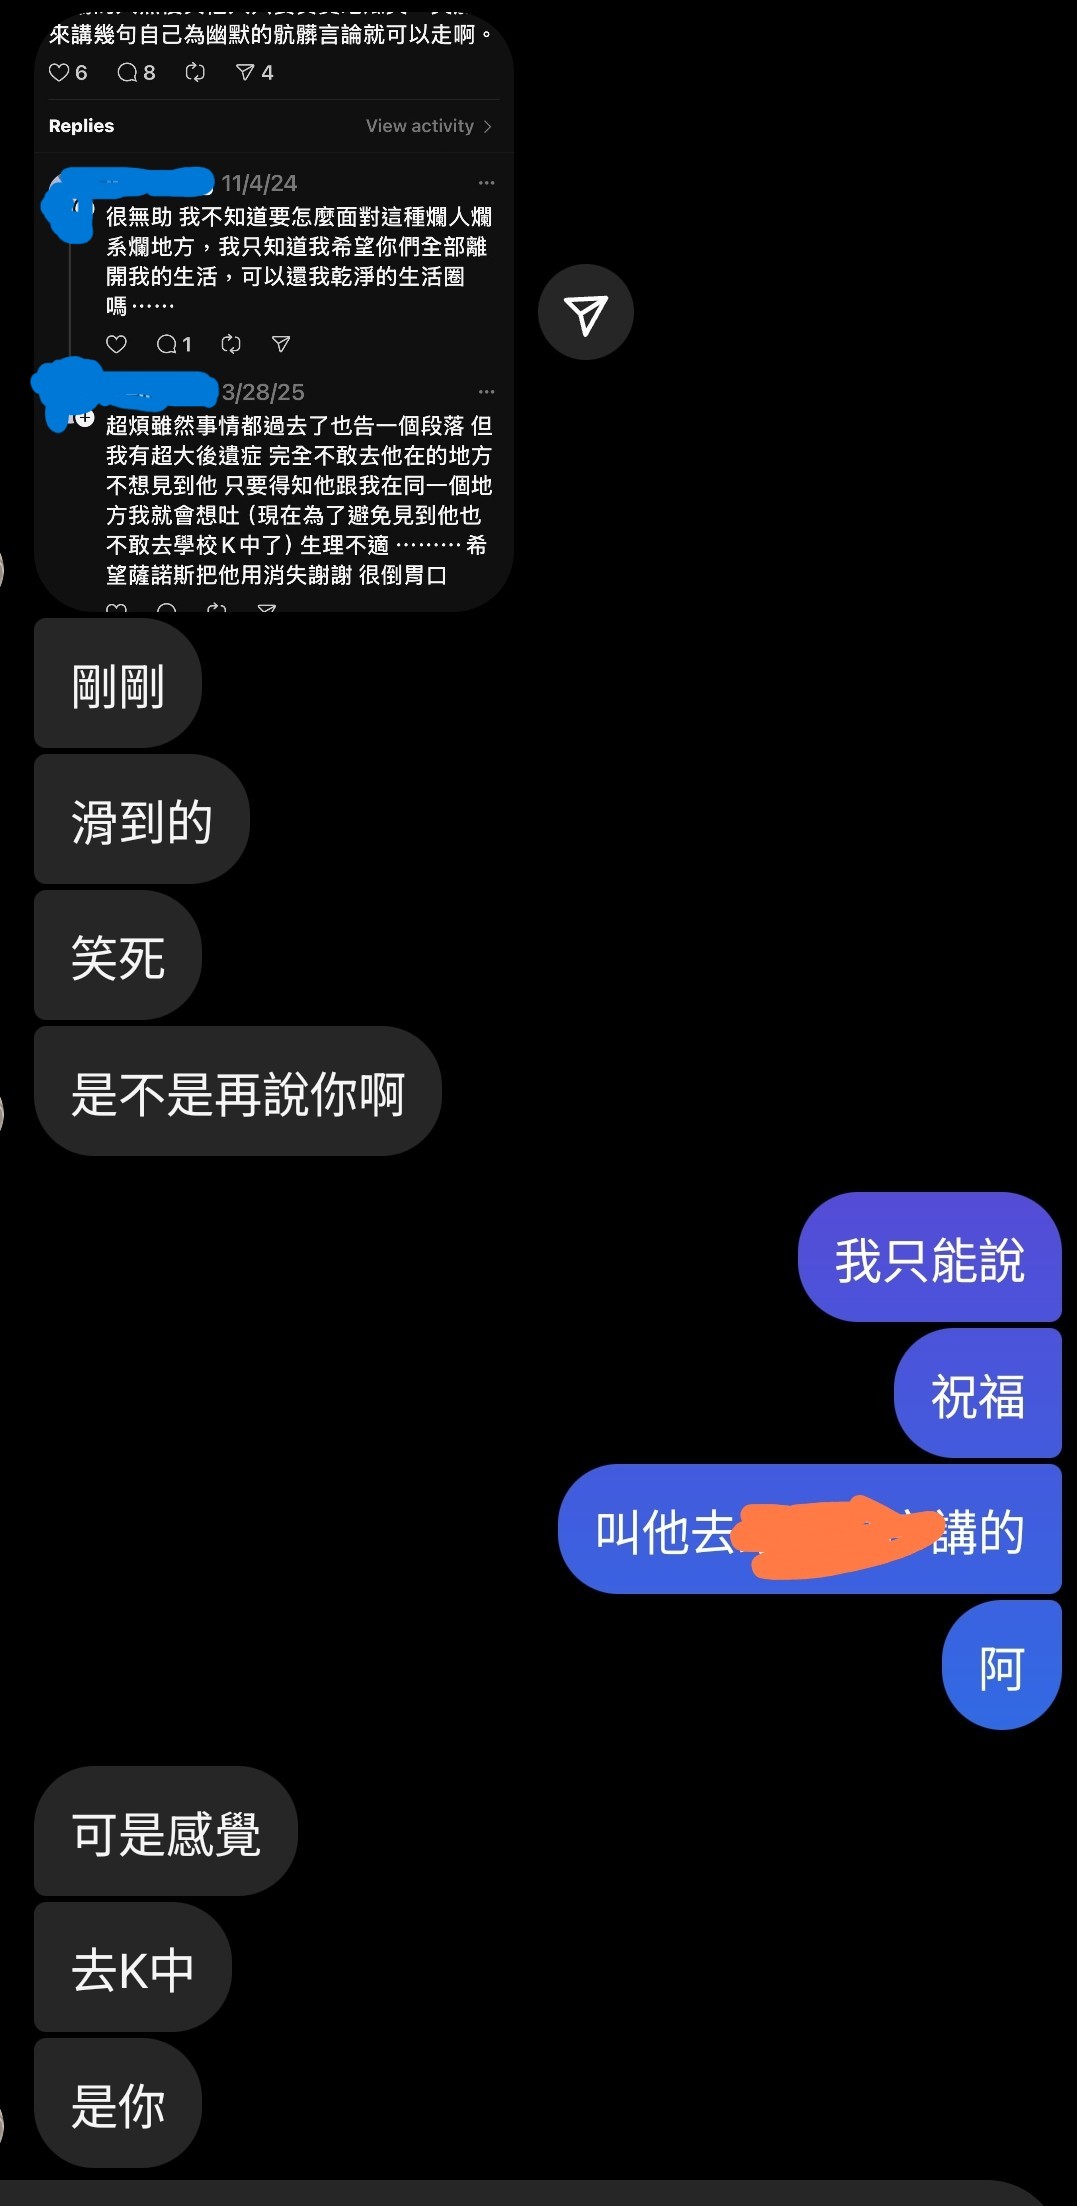 來講幾句自己為幽默的骯髒言論就可以走啊。
6 8 4
Replies View activity
11/4/24
很無助 我不知道要怎麼面對這種爛人爛
系爛地方，我只知道我希望你們全部離
開我的生活，可以還我乾淨的生活圈
嗎⋯⋯
1
3/28/25
超煩雖然事情都過去了也告一個段落 但
我有超大後遺症 完全不敢去他在的地方
不想見到他 只要得知他跟我在同一個地
方我就會想吐 (現在為了避免見到他也
不敢去學校K中了) 生理不適 ⋯⋯⋯ 希
望薩諾斯把他用消失謝謝 很倒胃口
剛剛
滑到的
笑死
是不是再說你啊
我只能說
祝福
叫他去 講的
阿
可是感覺
去K中
是你